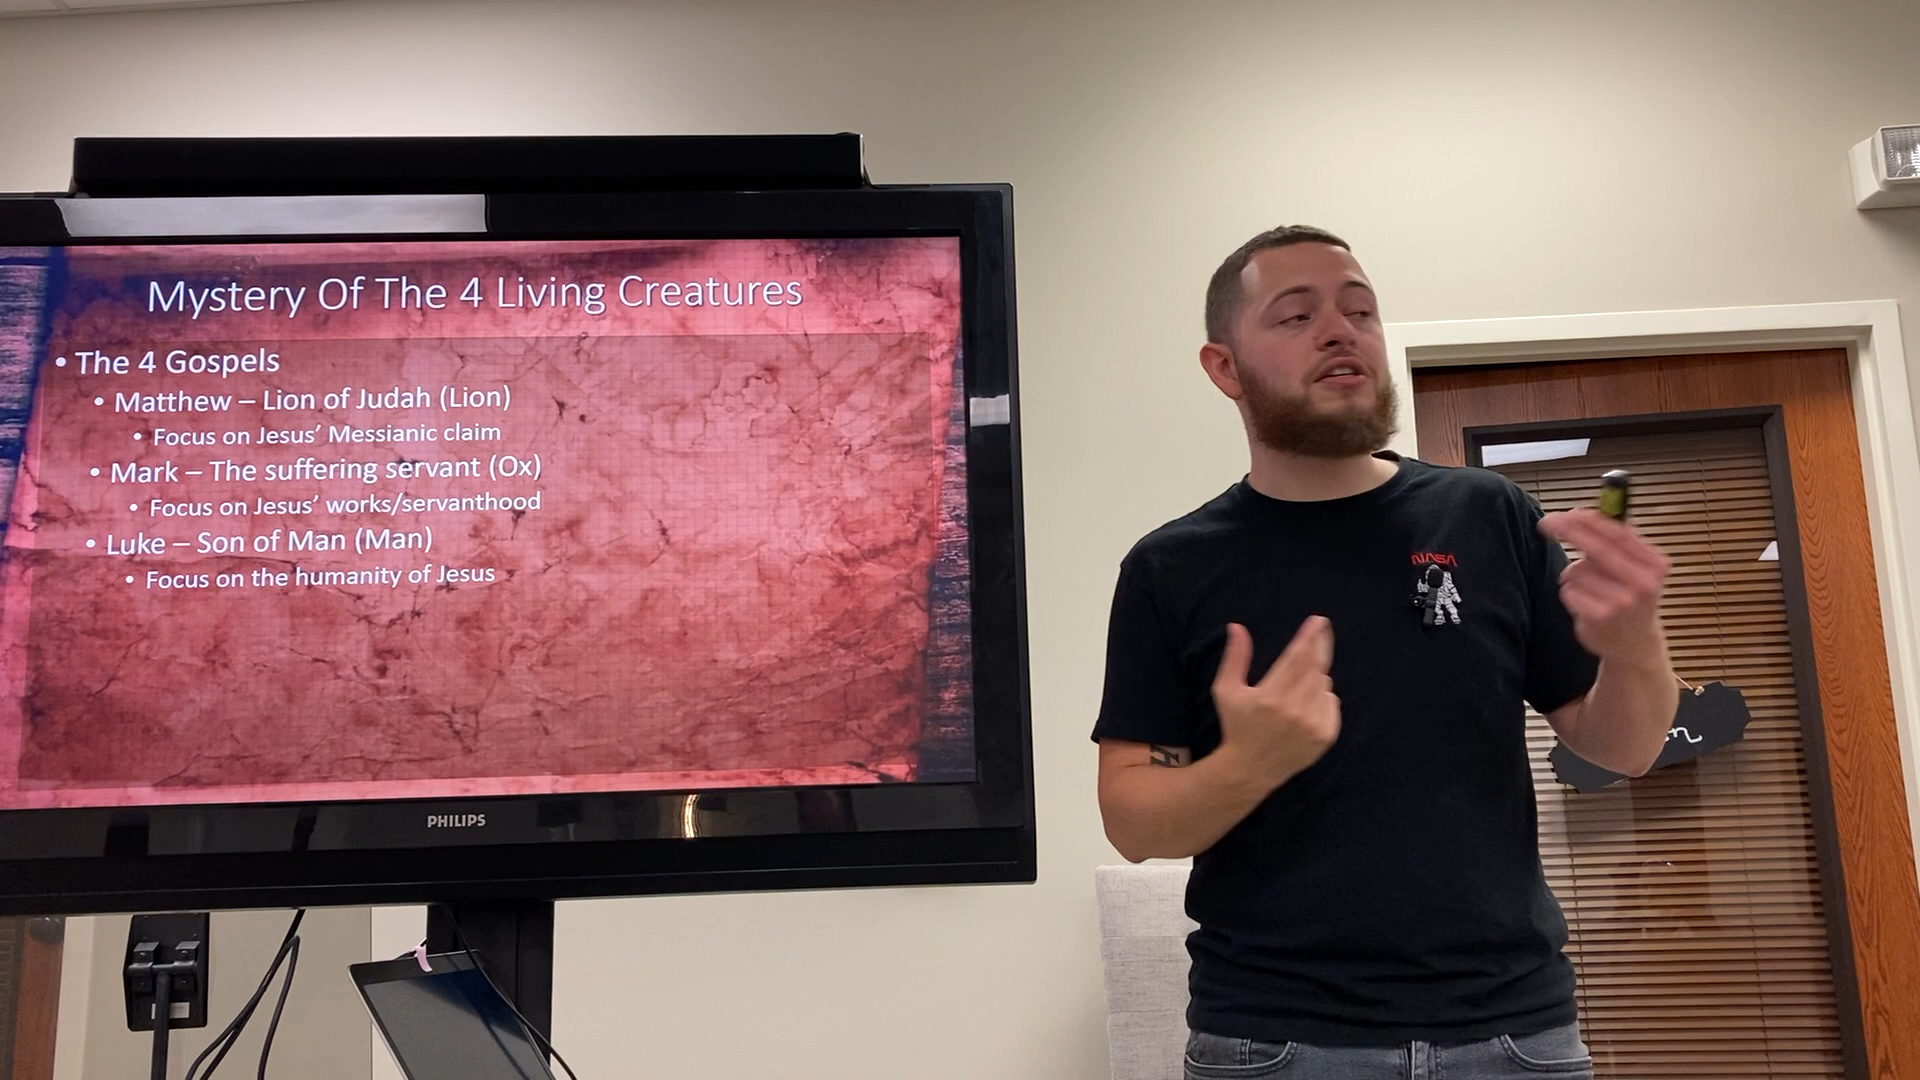 Mystery Of The 4 Living Creatures
• The 4 Gospels
• Matthew – Lion of Judah (Lion)
• Focus on Jesus’ Messianic claim
• Mark – The suffering servant (Ox)
• Focus on Jesus’ works/servanthood
• Luke – Son of Man (Man)
• Focus on the humanity of Jesus
PHILIPS
NASA